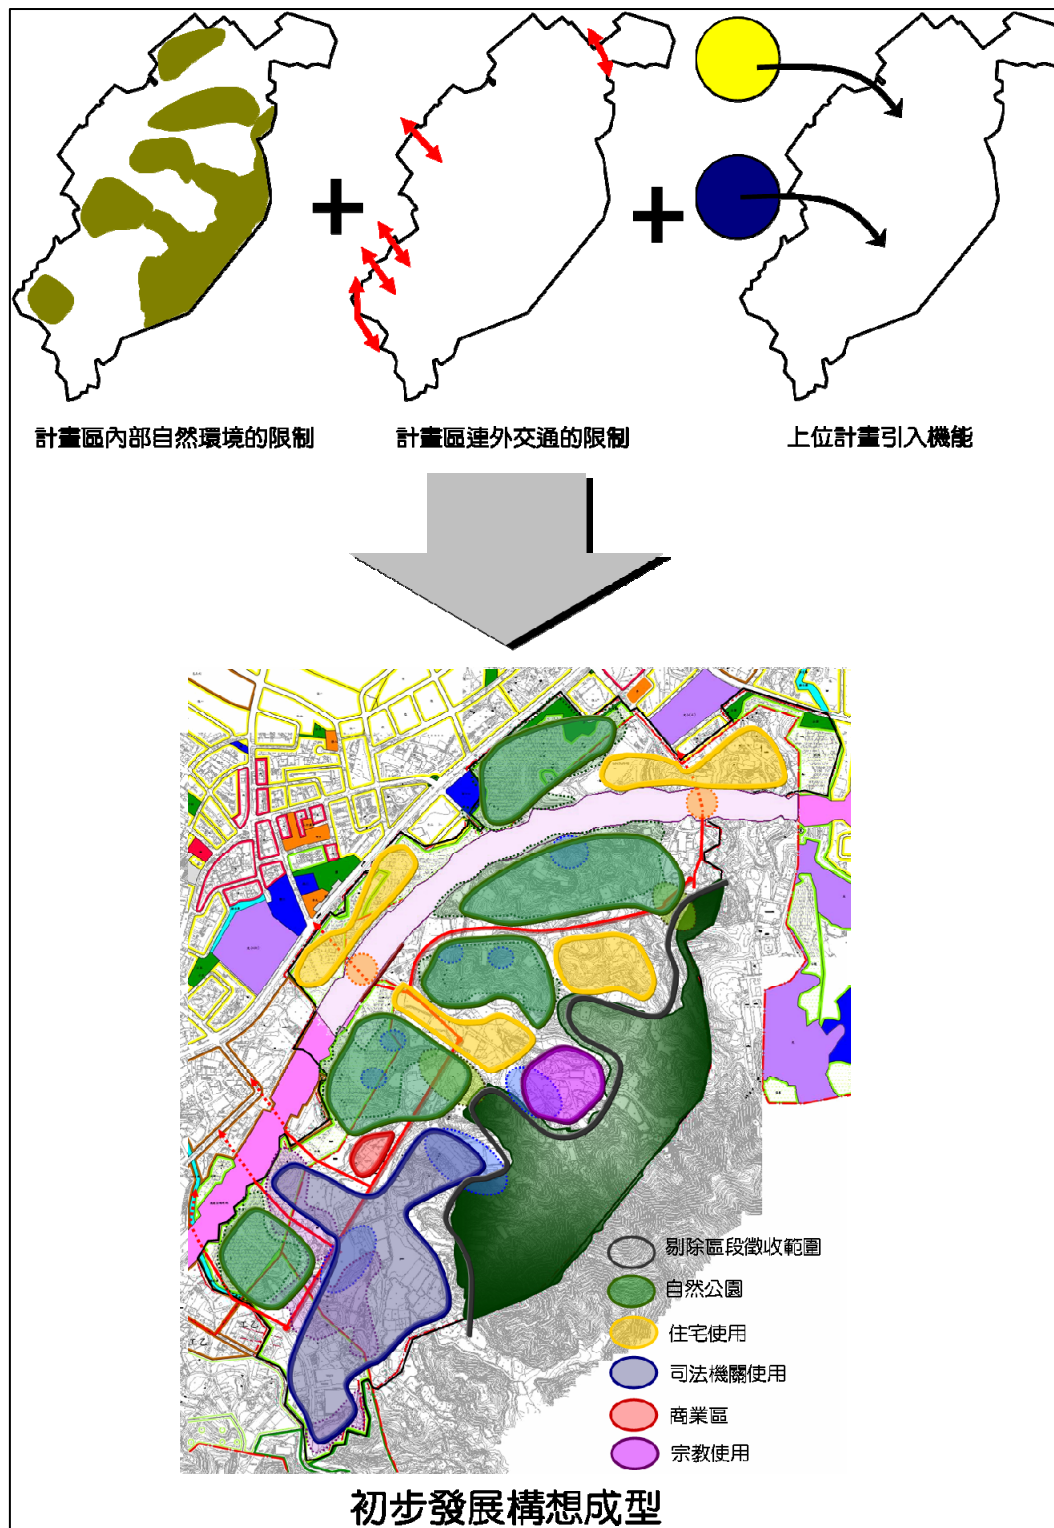 計畫區內部自然環境的限制
計畫區連外交通的限制
上位計畫引入機能
剔除區段徵收範圍
自然公園
住宅使用
司法機關使用
商業區
宗教使用
初步發展構想成型